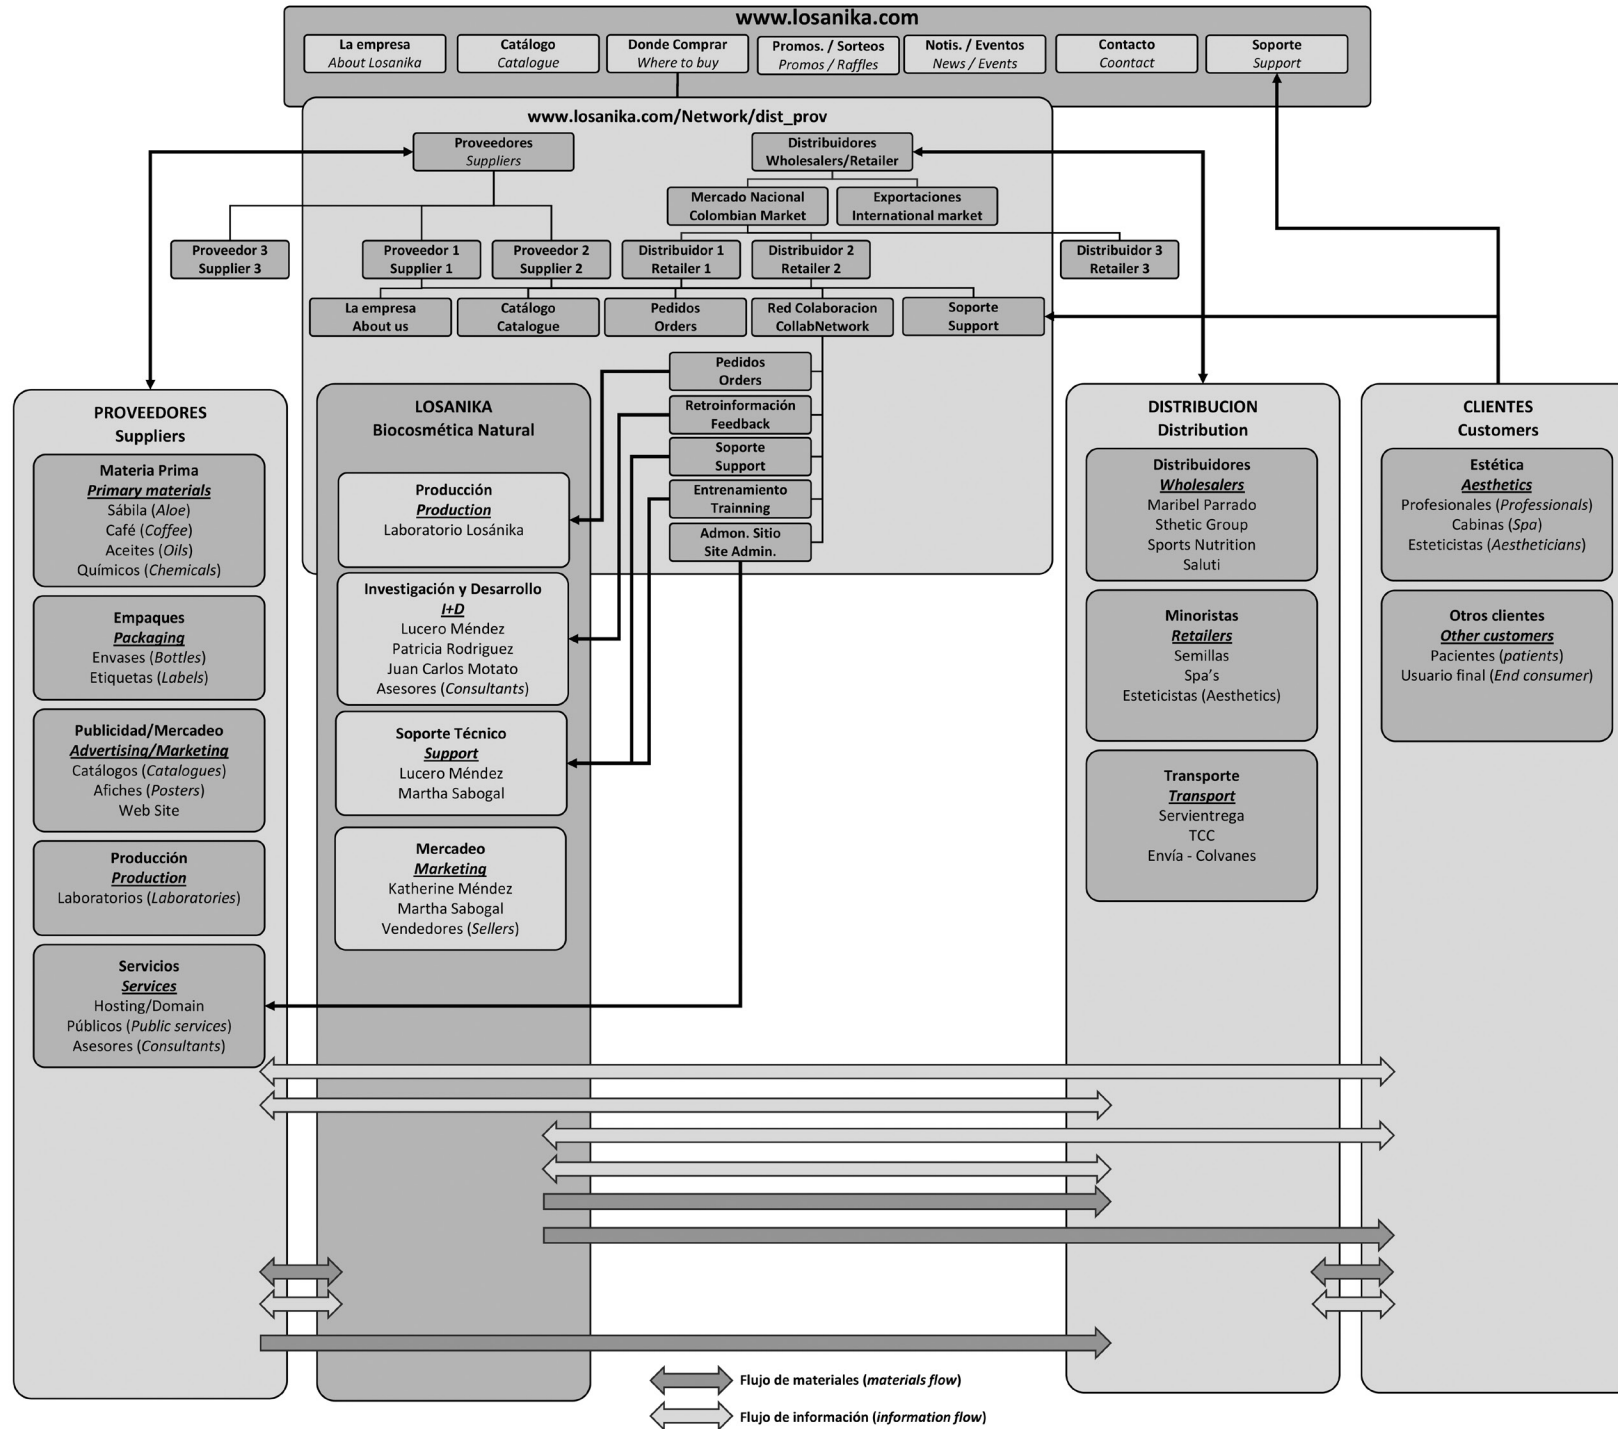 www.losanika.com
La empresa
About Losanika
Catálogo
Catalogue
Donde Comprar
Where to buy
Promos. / Sorteos
Promos / Raffles
Notis. / Eventos
News / Events
Contacto
Coontact
Soporte
Support
www.losanika.com/Network/dist_prov
Proveedores
Suppliers
Distribuidores
Wholesalers/Retailer
Mercado Nacional
Colombian Market
Exportaciones
International market
Proveedor 3
Supplier 3
Proveedor 1
Supplier 1
Proveedor 2
Supplier 2
Distribuidor 1
Retailer 1
Distribuidor 2
Retailer 2
Distribuidor 3
Retailer 3
La empresa
About us
Catálogo
Catalogue
Pedidos
Orders
Red Colaboracion
CollabNetwork
Soporte
Support
Pedidos
Orders
Retroinformación
Feedback
Soporte
Support
Entrenamiento
Trainning
Admon. Sitio
Site Admin.
PROVEEDORES
Suppliers
Materia Prima
Primary materials
Sábila (Aloe)
Café (Coffee)
Aceites (Oils)
Químicos (Chemicals)
Empaques
Packaging
Envases (Bottles)
Etiquetas (Labels)
Publicidad/Mercadeo
Advertising/Marketing
Catálogos (Catalogues)
Afiches (Posters)
Web Site
Producción
Production
Laboratorios (Laboratories)
Servicios
Services
Hosting/Domain
Públicos (Public services)
Asesores (Consultants)
LOSANIKA
Biocosmética Natural
Producción
Production
Laboratorio Losánika
Investigación y Desarrollo
I+D
Lucero Méndez
Patricia Rodriguez
Juan Carlos Motato
Asesores (Consultants)
Soporte Técnico
Support
Lucero Méndez
Martha Sabogal
Mercadeo
Marketing
Katherine Méndez
Martha Sabogal
Vendedores (Sellers)
DISTRIBUCION
Distribution
Distribuidores
Wholesalers
Maribel Parrado
Sthetic Group
Sports Nutrition
Saluti
Minoristas
Retailers
Semillas
Spa's
Esteticistas (Aesthetics)
Transporte
Transport
Servientrega
TCC
Envía - Colvanes
CLIENTES
Customers
Estética
Aesthetics
Profesionales (Professionals)
Cabinas (Spa)
Esteticistas (Aestheticians)
Otros clientes
Other customers
Pacientes (patients)
Usuario final (End consumer)
Flujo de materiales (materials flow)
Flujo de información (information flow)